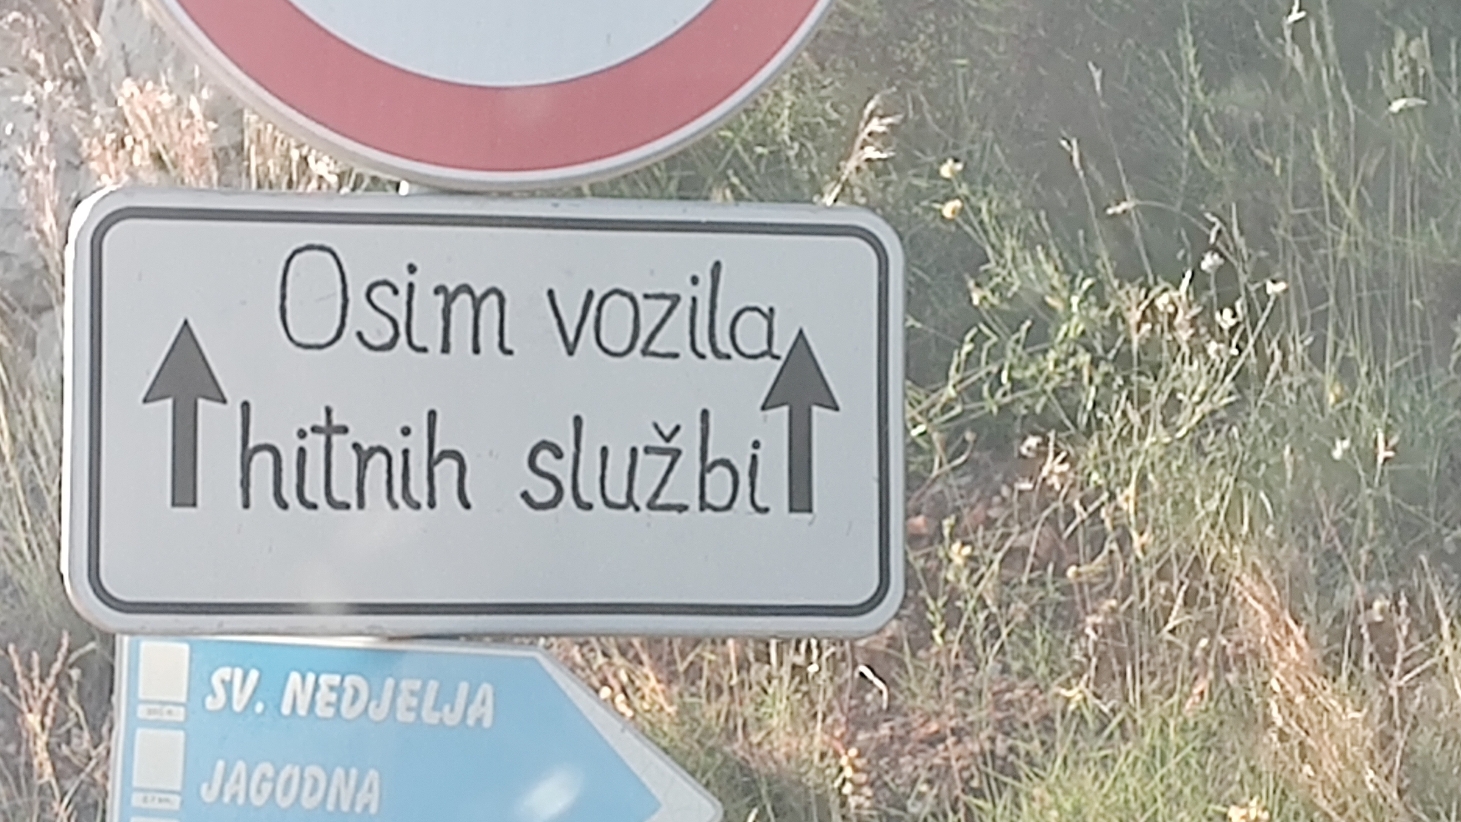 Osim vozila
hitnih službi
SV. NEDJELJA
JAGODNA